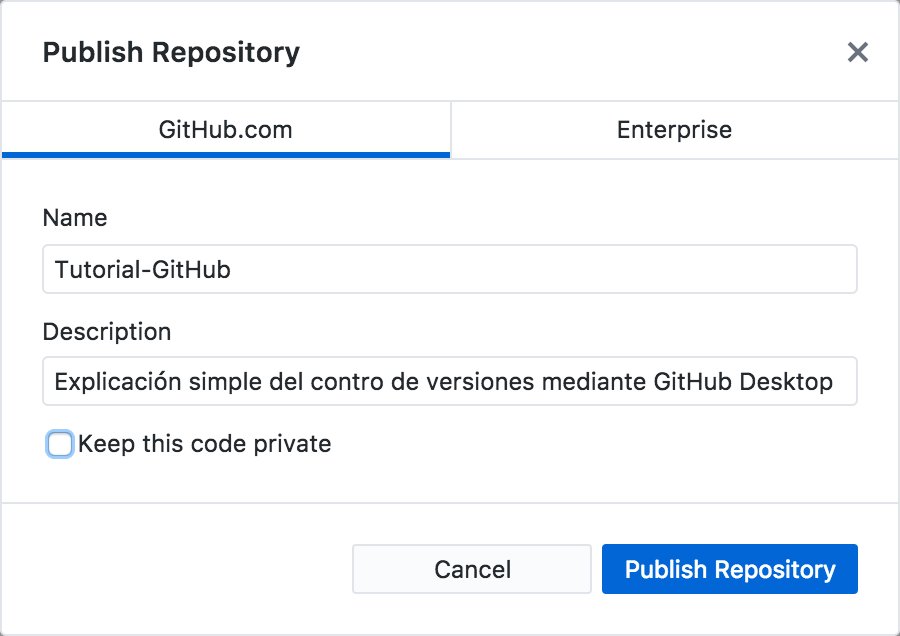 Publish Repository
GitHub.com
Enterprise
Name
Tutorial-GitHub
Description
Explicación simple del contro de versiones mediante GitHub Desktop
Keep this code private
Cancel
Publish Repository